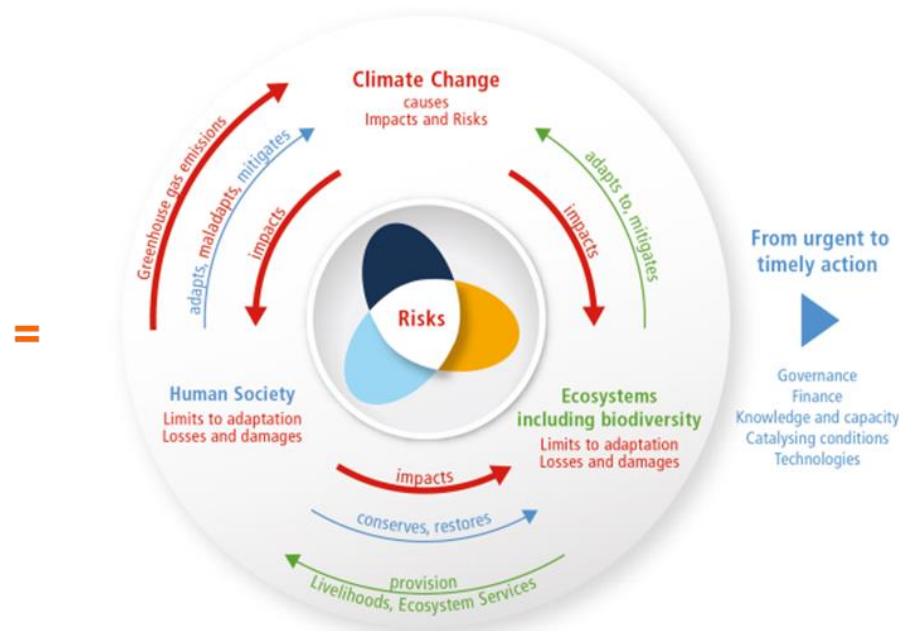 Climate Change
causes
Impacts and Risks
Greenhouse gas emissions
adapts, maladapts, mitigates
impacts
impacts
adapts to, mitigates
From urgent to
timely action
=
Risks
Human Society
Limits to adaptation
Losses and damages
Ecosystems
including biodiversity
Limits to adaptation
Losses and damages
Governance
Finance
Knowledge and capacity
Catalysing conditions
Technologies
impacts
conserves, restores
provision
Livelihoods, Ecosystem Services